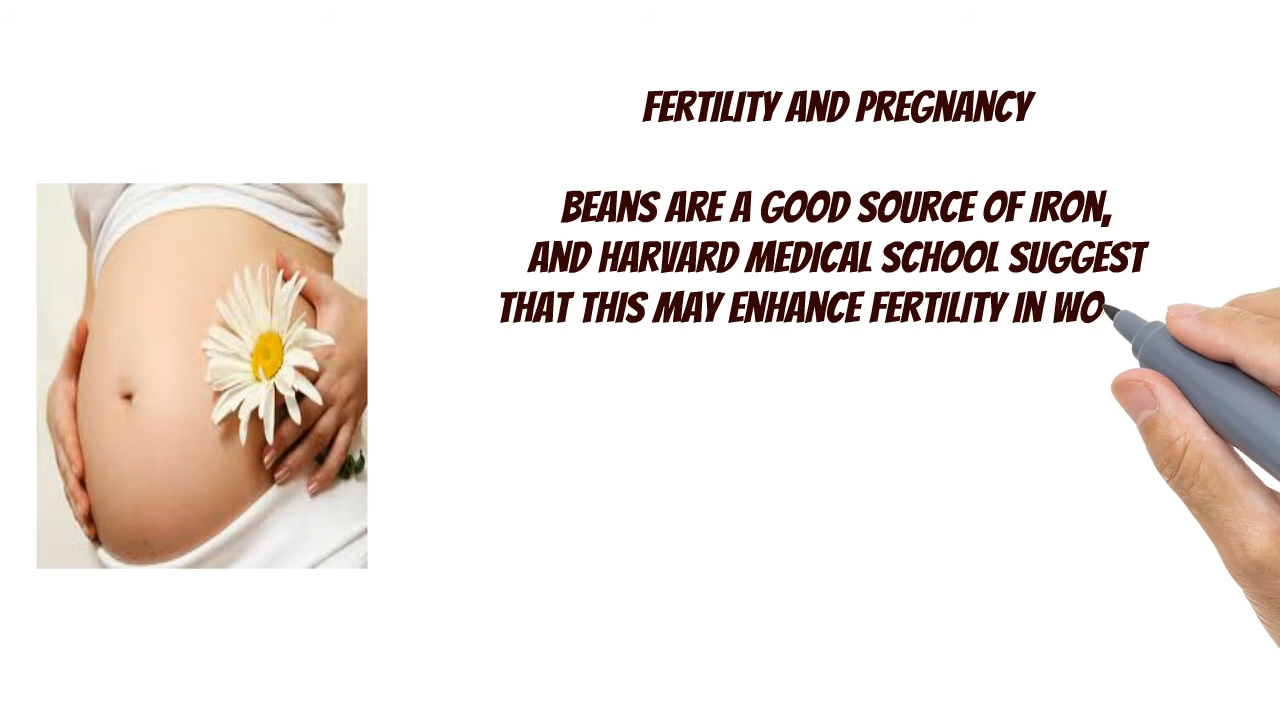 FERTILITY AND PREGNANCY
BEANS ARE A GOOD SOURCE OF IRON,
AND HARVARD MEDICAL SCHOOL SUGGEST
THAT THIS MAY ENHANCE FERTILITY IN WO